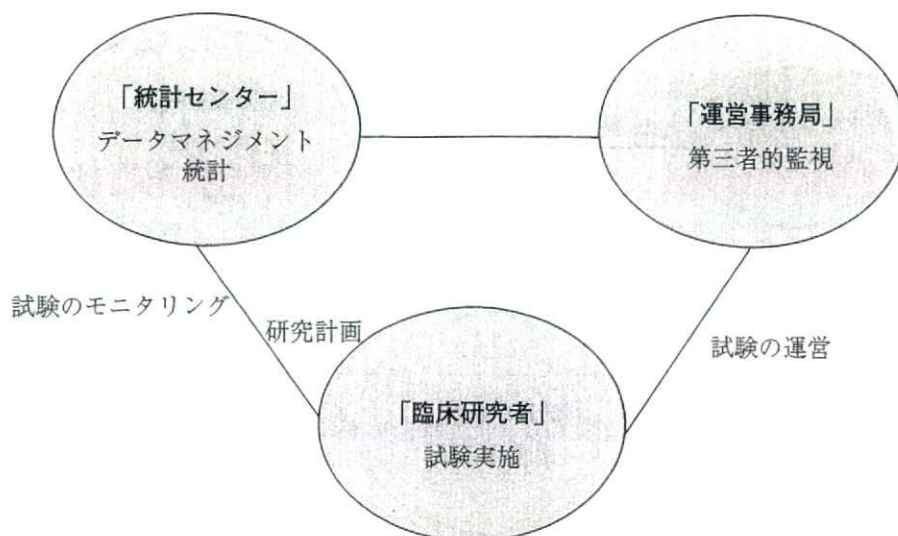 「統計センター」
データマネジメント
統計
「運営事務局」
第三者的監視
試験のモニタリング
研究計画
試験の運営
「臨床研究者」
試験実施